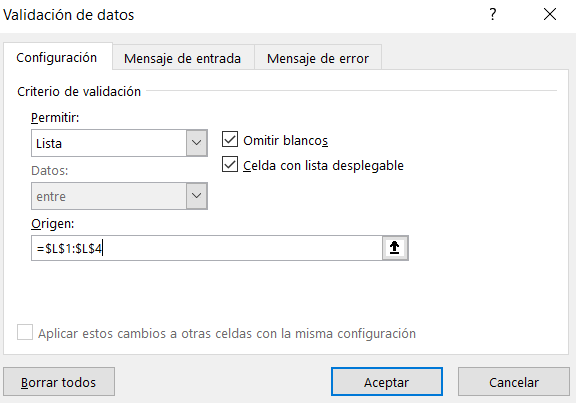 Validación de datos
?
Configuración
Mensaje de entrada
Mensaje de error
Criterio de validación
Permitir:
Lista
Omitir blancos
Celda con lista desplegable
Datos:
entre
Origen:
=$L$1:$L$4
Aplicar estos cambios a otras celdas con la misma configuración
Borrar todos
Aceptar
Cancelar